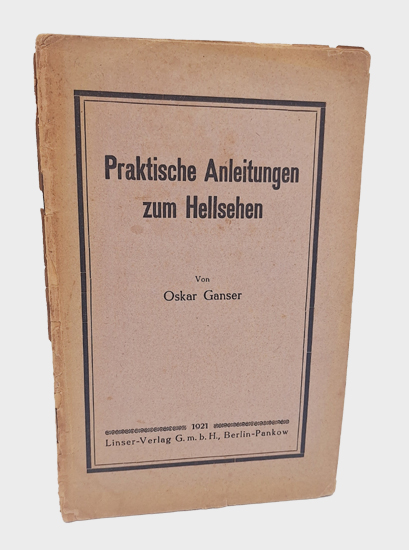 Praktische Anleitungen
zum Hellsehen
Von
Oskar Ganser
1921
Linser-Verlag G. m. b. H., Berlin-Pankow